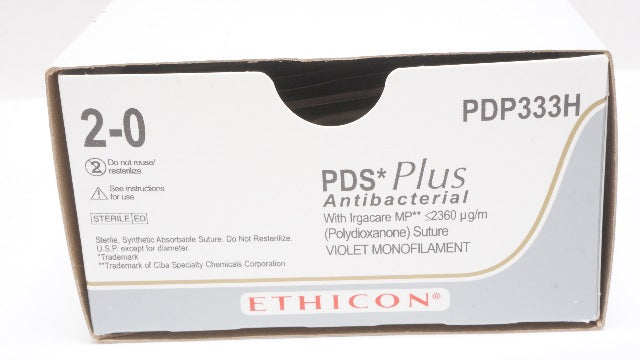 2-0
PDP333H
Do not reuse/
resterilize
See instructions
for use
STERILE EO
PDS* Plus
Antibacterial
With Irgacare MP** ≤2360 µg/m
(Polydioxanone) Suture
VIOLET MONOFILAMENT
Sterile, Synthetic Absorbable Suture. Do Not Resterilize.
U.S.P. except for diameter.
*Trademark
**Trademark of Ciba Specialty Chemicals Corporation
ETHICON®